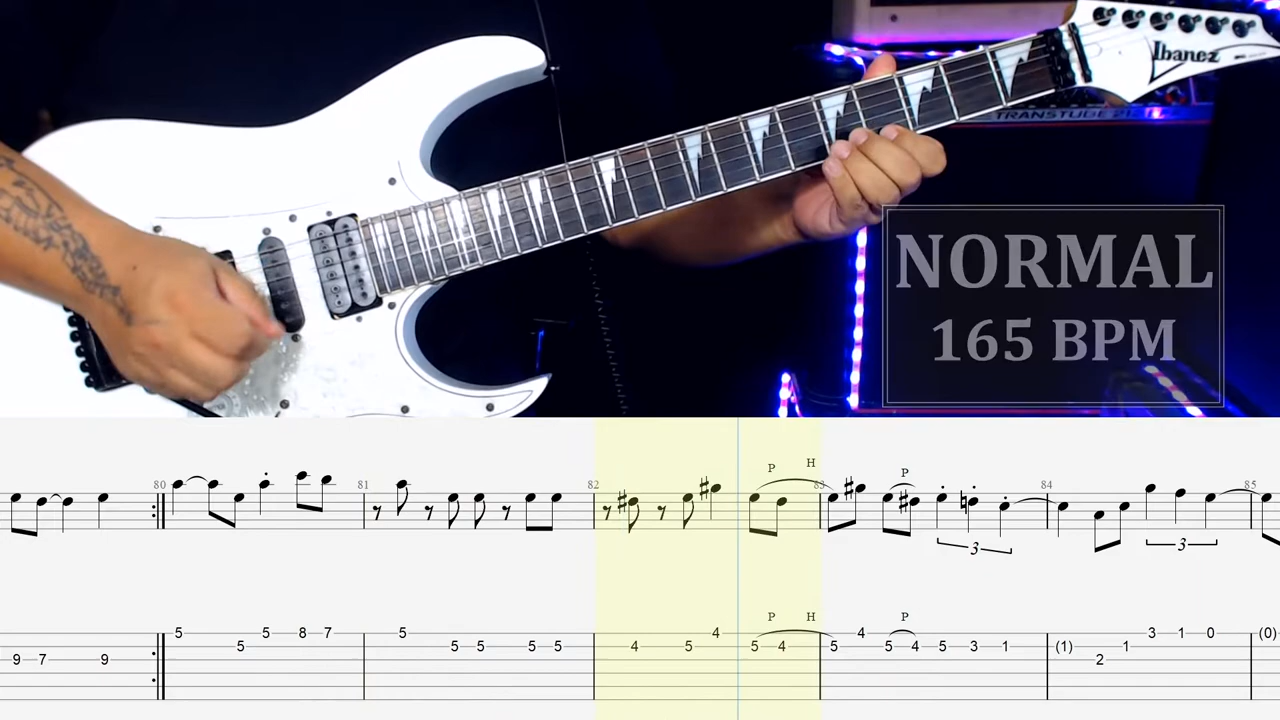 Ibanez
TRANSTUBE
NORMAL
165 BPM
P H
80 81 82 83 P 84 85
3 3
P H P
5 5 8 7 5 4 4 3 1 0 (0)
5 5 5 5 5 4 5 5 4 5 5 4 5 3 1 (1) 1
9 7 9 2